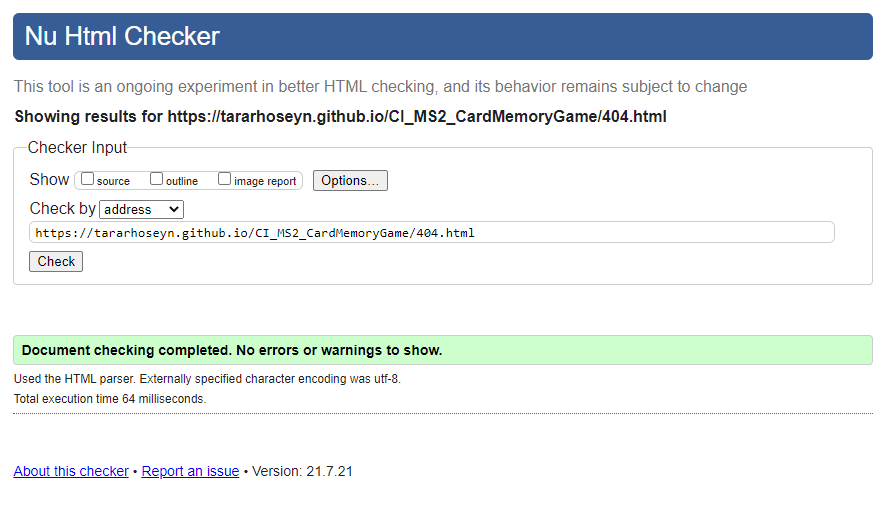 Nu Html Checker
This tool is an ongoing experiment in better HTML checking, and its behavior remains subject to change
Showing results for https://tararhoseyn.github.io/CI_MS2_CardMemoryGame/404.html
Checker Input
Show source outline image report Options...
Check by address
https://tararhoseyn.github.io/CI_MS2_CardMemoryGame/404.html
Check
Document checking completed. No errors or warnings to show.
Used the HTML parser. Externally specified character encoding was utf-8.
Total execution time 64 milliseconds.
About this checker • Report an issue • Version: 21.7.21